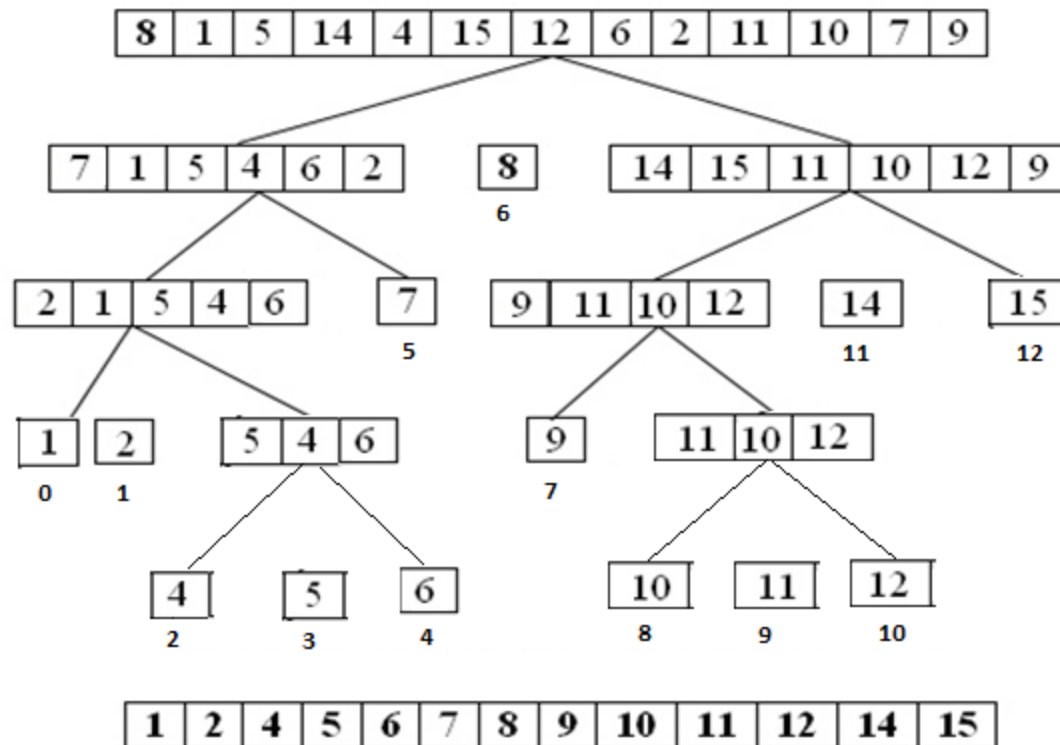 8 1 5 14 4 15 12 6 2 11 10 7 9
7 1 5 4 6 2 8 14 15 11 10 12 9
6
2 1 5 4 6 7 9 11 10 12 14 15
5 11 12
1 2 5 4 6 9 11 10 12
0 1 7
4 5 6 10 11 12
2 3 4 8 9 10
1 2 4 5 6 7 8 9 10 11 12 14 15